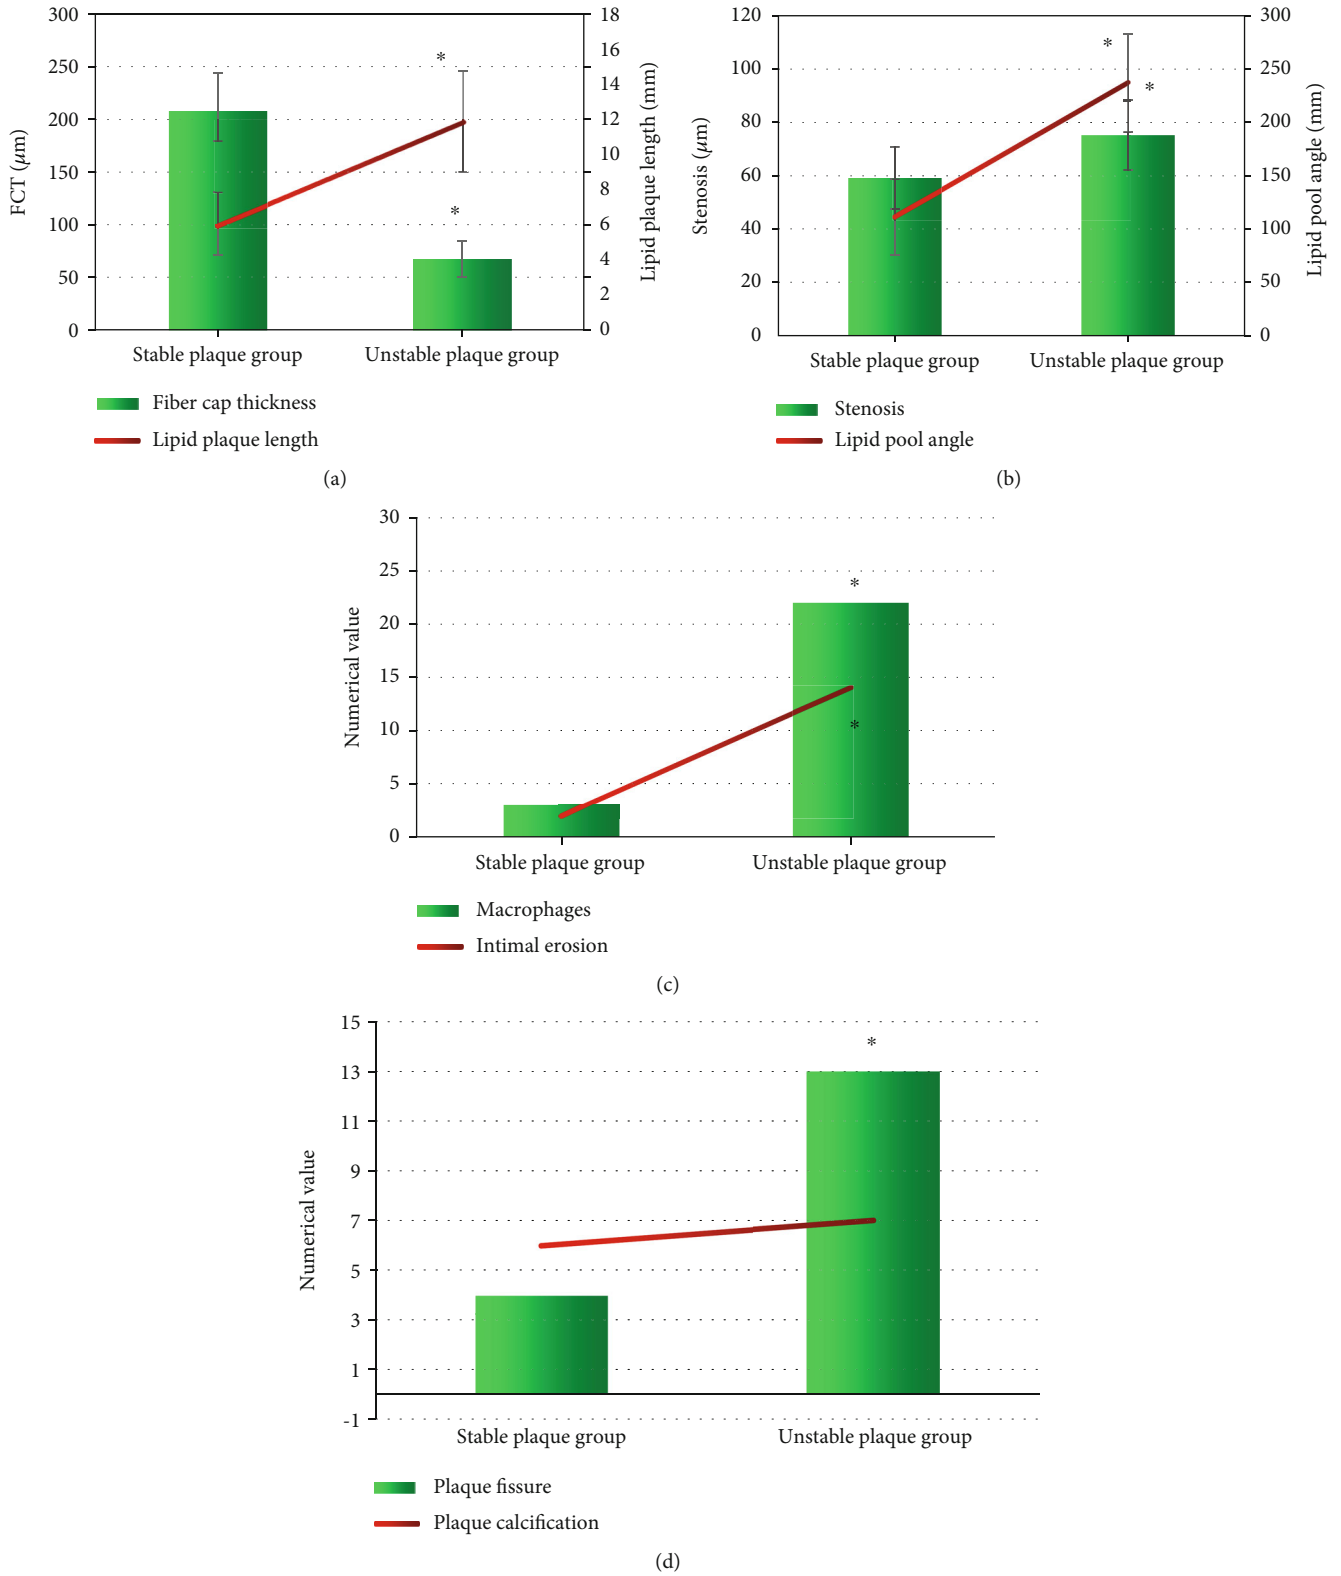 300
250
200
150
100
50
0
FCT (μm)
18
16
14
12
10
8
6
4
2
0
Lipid plaque length (mm)
*
*
Stable plaque group
Unstable plaque group
Fiber cap thickness
Lipid plaque length
(a)
120
100
80
60
40
20
0
Stenosis (μm)
300
250
200
150
100
50
0
Lipid pool angle (mm)
*
*
Stable plaque group
Unstable plaque group
Stenosis
Lipid pool angle
(b)
30
25
20
15
10
5
0
Numerical value
*
*
Stable plaque group
Unstable plaque group
Macrophages
Intimal erosion
(c)
15
13
11
9
7
5
3
1
-1
Numerical value
*
Stable plaque group
Unstable plaque group
Plaque fissure
Plaque calcification
(d)